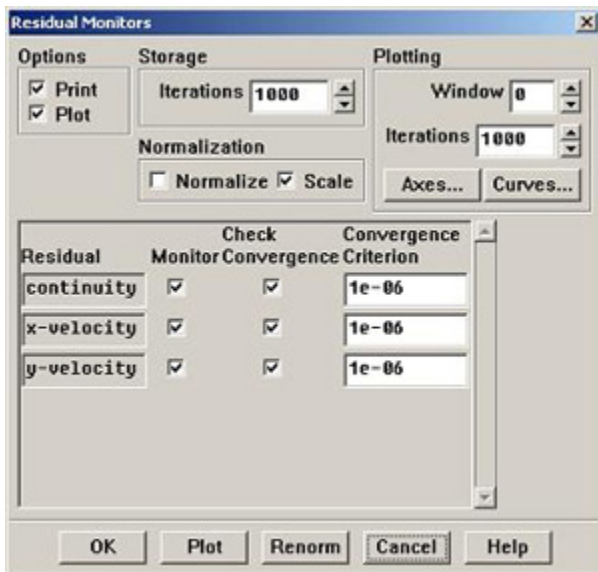 Residual Monitors
Options
Print
Plot
Storage
Iterations 1000
Normalization
Normalize Scale
Plotting
Window 0
Iterations 1000
Axes... Curves...
Residual Monitor Check Convergence Convergence Criterion
continuity 1e-06
x-velocity 1e-06
y-velocity 1e-06
OK Plot Renorm Cancel Help